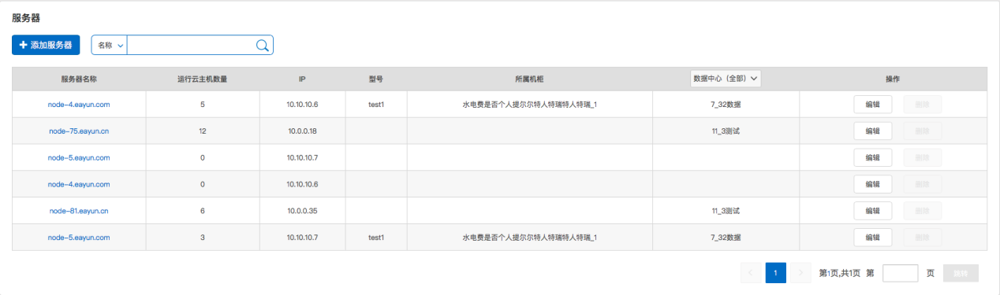 服务器
添加服务器 名称
服务器名称 运行云主机数量 IP 型号 所属机柜 数据中心（全部） 操作
node-4.eayun.com 5 10.10.10.6 test1 水电费是否个人提尔尔特人特瑞特人特瑞_1 7_32数据 编辑 删除
node-75.eayun.cn 12 10.0.0.18 11_3测试 编辑 删除
node-5.eayun.com 0 10.10.10.7 编辑 删除
node-4.eayun.com 0 10.10.10.6 编辑 删除
node-81.eayun.cn 6 10.0.0.35 11_3测试 编辑 删除
node-5.eayun.com 3 10.10.10.7 test1 水电费是否个人提尔尔特人特瑞特人特瑞_1 7_32数据 编辑 删除
1 第1页,共1页 第 页 跳转